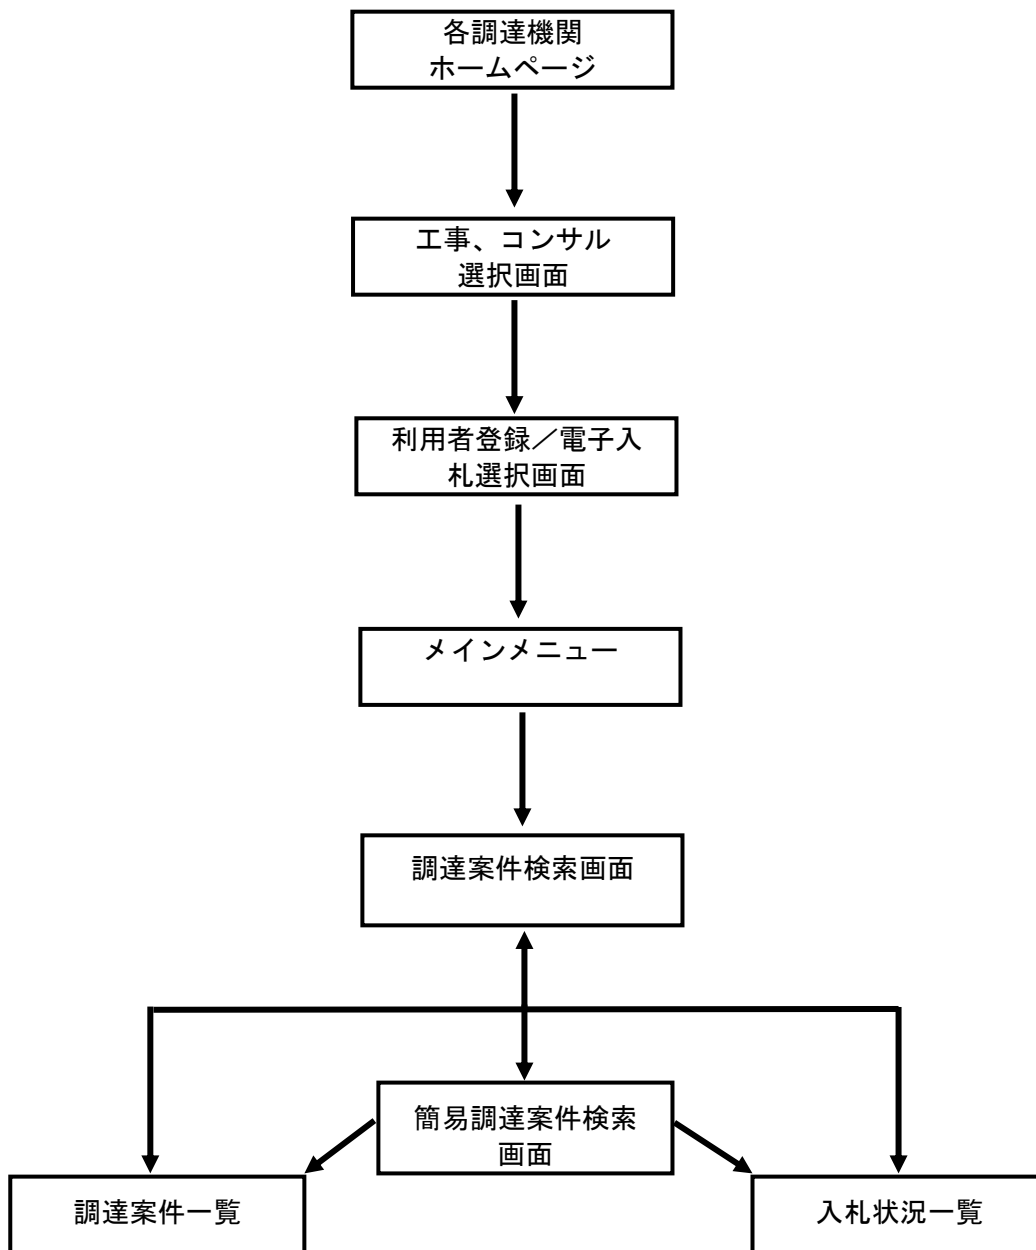 各調達機関
ホームページ
工事、コンサル
選択画面
利用者登録／電子入
札選択画面
メインメニュー
調達案件検索画面
簡易調達案件検索
画面
調達案件一覧
入札状況一覧